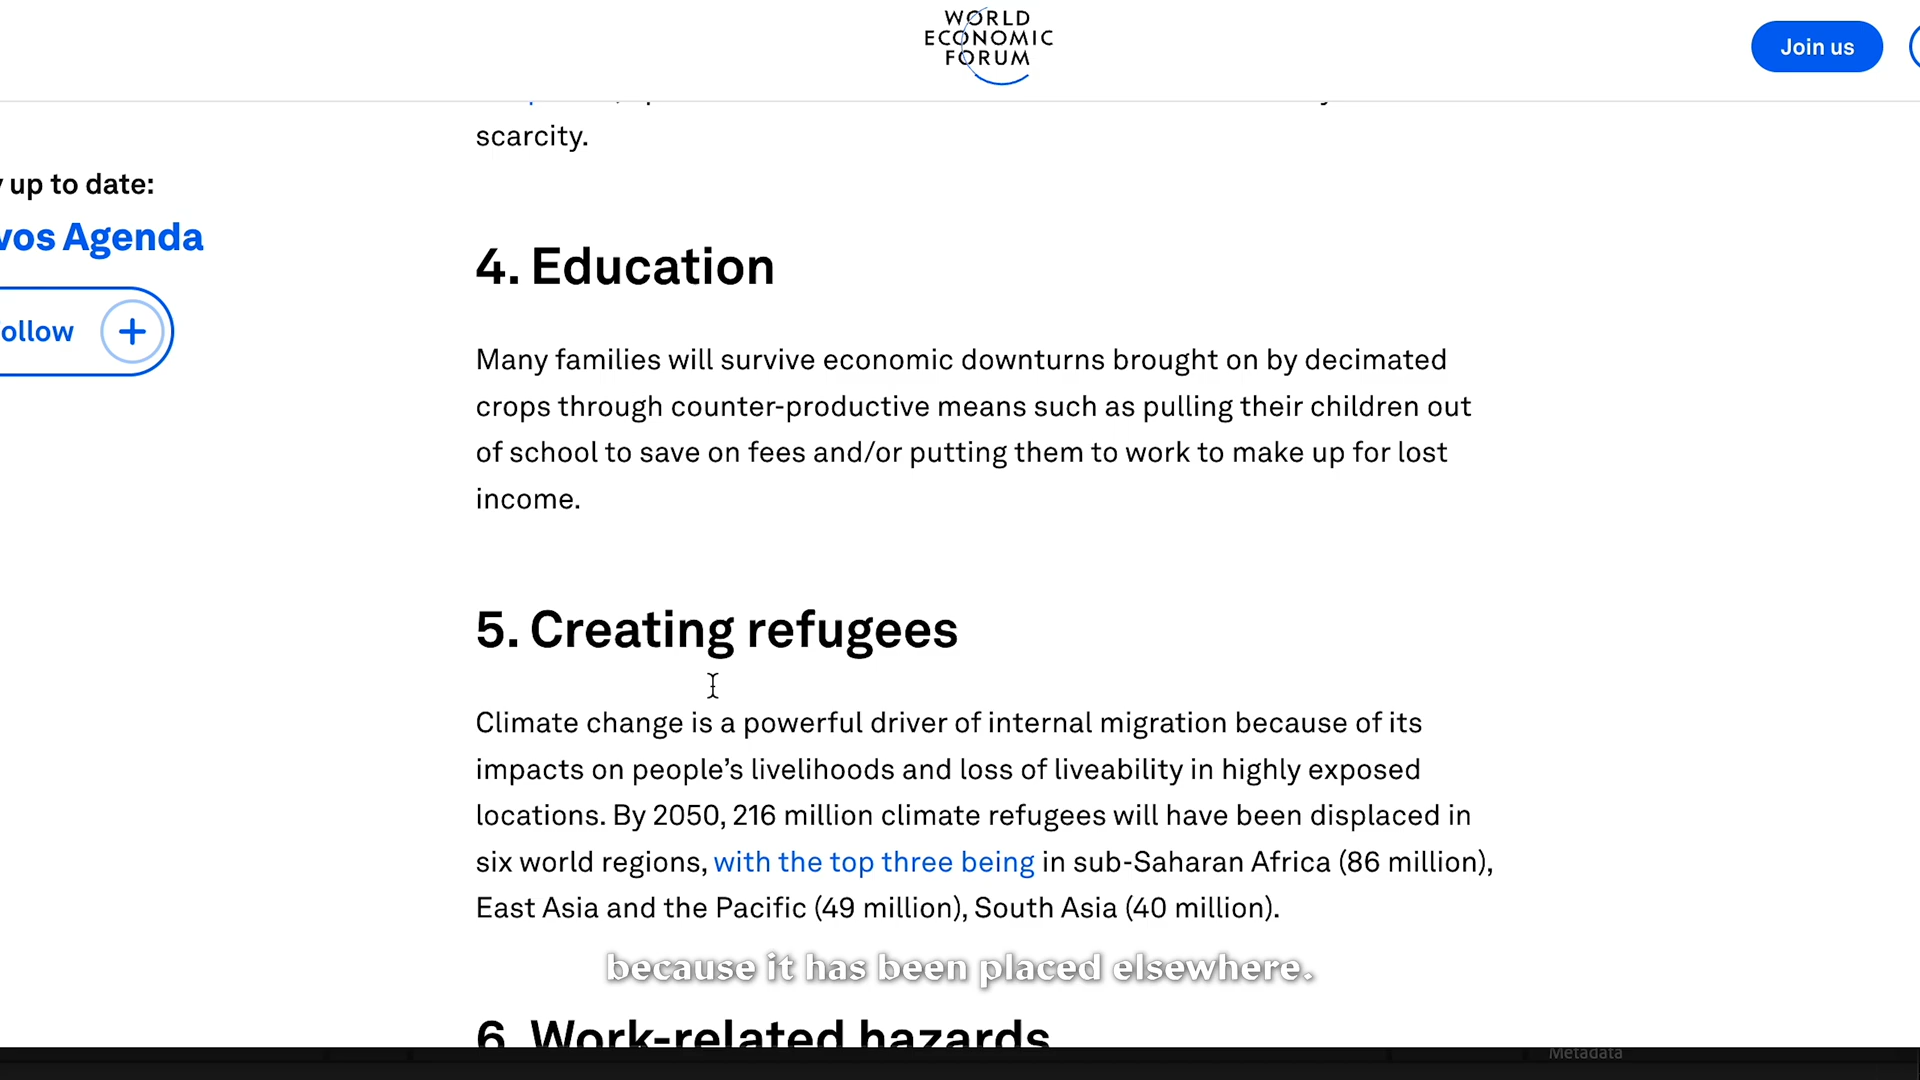 WORLD
ECONOMIC
FORUM
Join us
scarcity.
up to date:
vos Agenda
ollow
4. Education
Many families will survive economic downturns brought on by decimated
crops through counter-productive means such as pulling their children out
of school to save on fees and/or putting them to work to make up for lost
income.
5. Creating refugees
Climate change is a powerful driver of internal migration because of its
impacts on people’s livelihoods and loss of liveability in highly exposed
locations. By 2050, 216 million climate refugees will have been displaced in
six world regions, with the top three being in sub-Saharan Africa (86 million),
East Asia and the Pacific (49 million), South Asia (40 million).
because it has been placed elsewhere.
6. Work-related hazards
Metadata